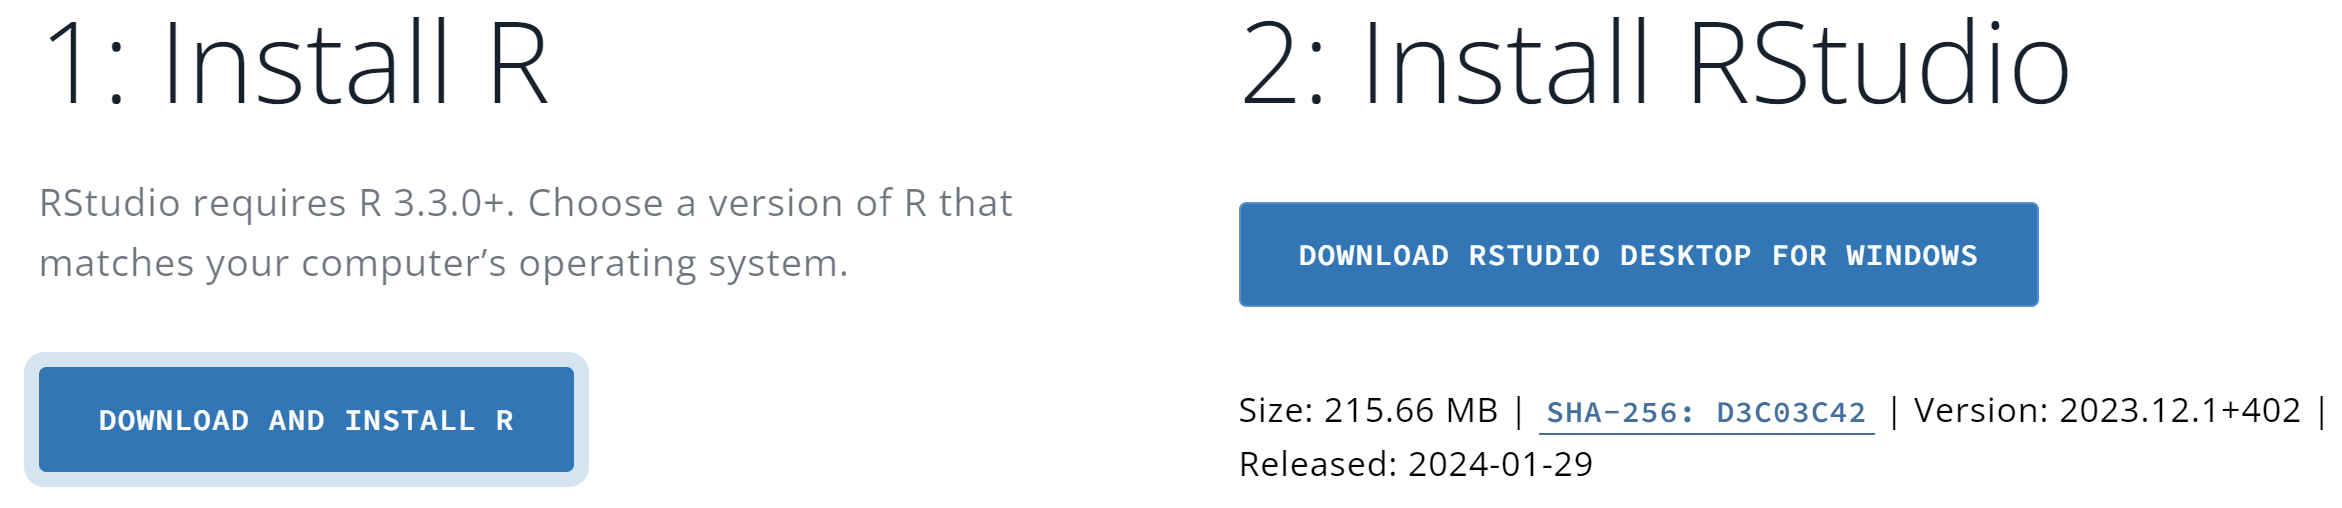 1: Install R
RStudio requires R 3.3.0+. Choose a version of R that
matches your computer’s operating system.
DOWNLOAD AND INSTALL R
2: Install RStudio
DOWNLOAD RSTUDIO DESKTOP FOR WINDOWS
Size: 215.66 MB | SHA-256: D3C03C42 | Version: 2023.12.1+402 |
Released: 2024-01-29